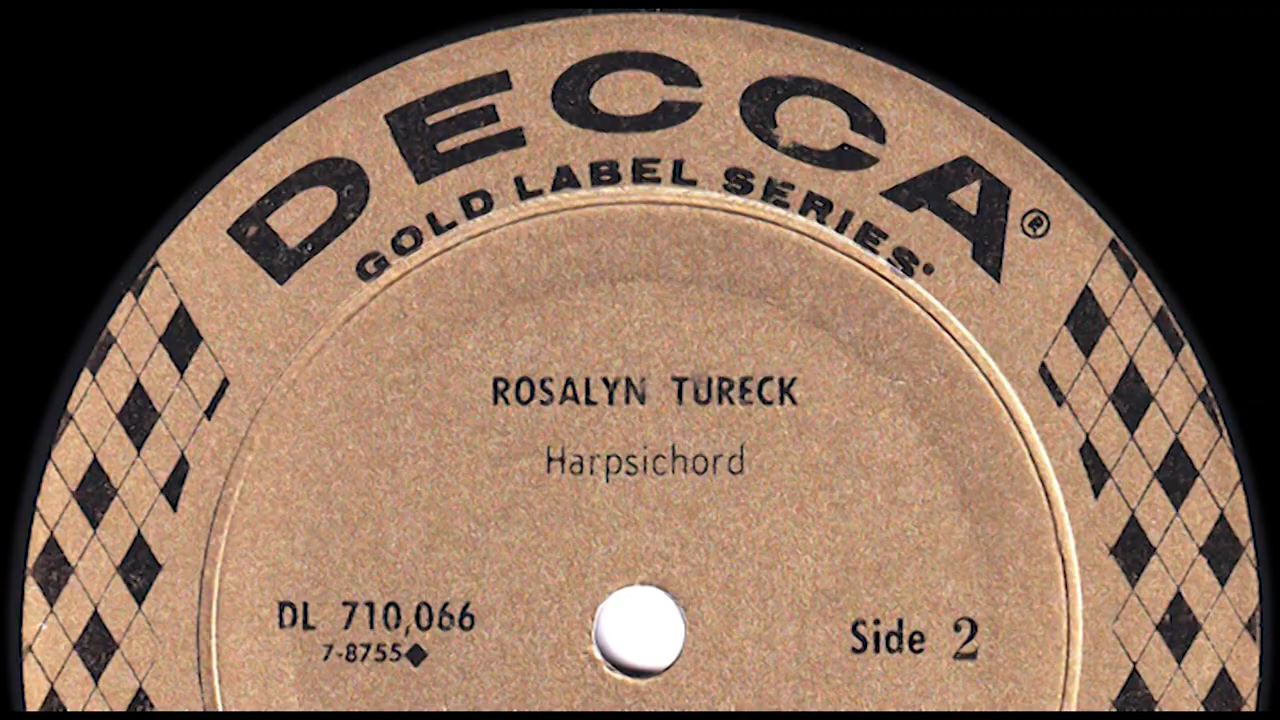 DECCA®
GOLD LABEL SERIES
ROSALYN TURECK
Harpsichord
DL 710,066
7-8755◆
Side 2